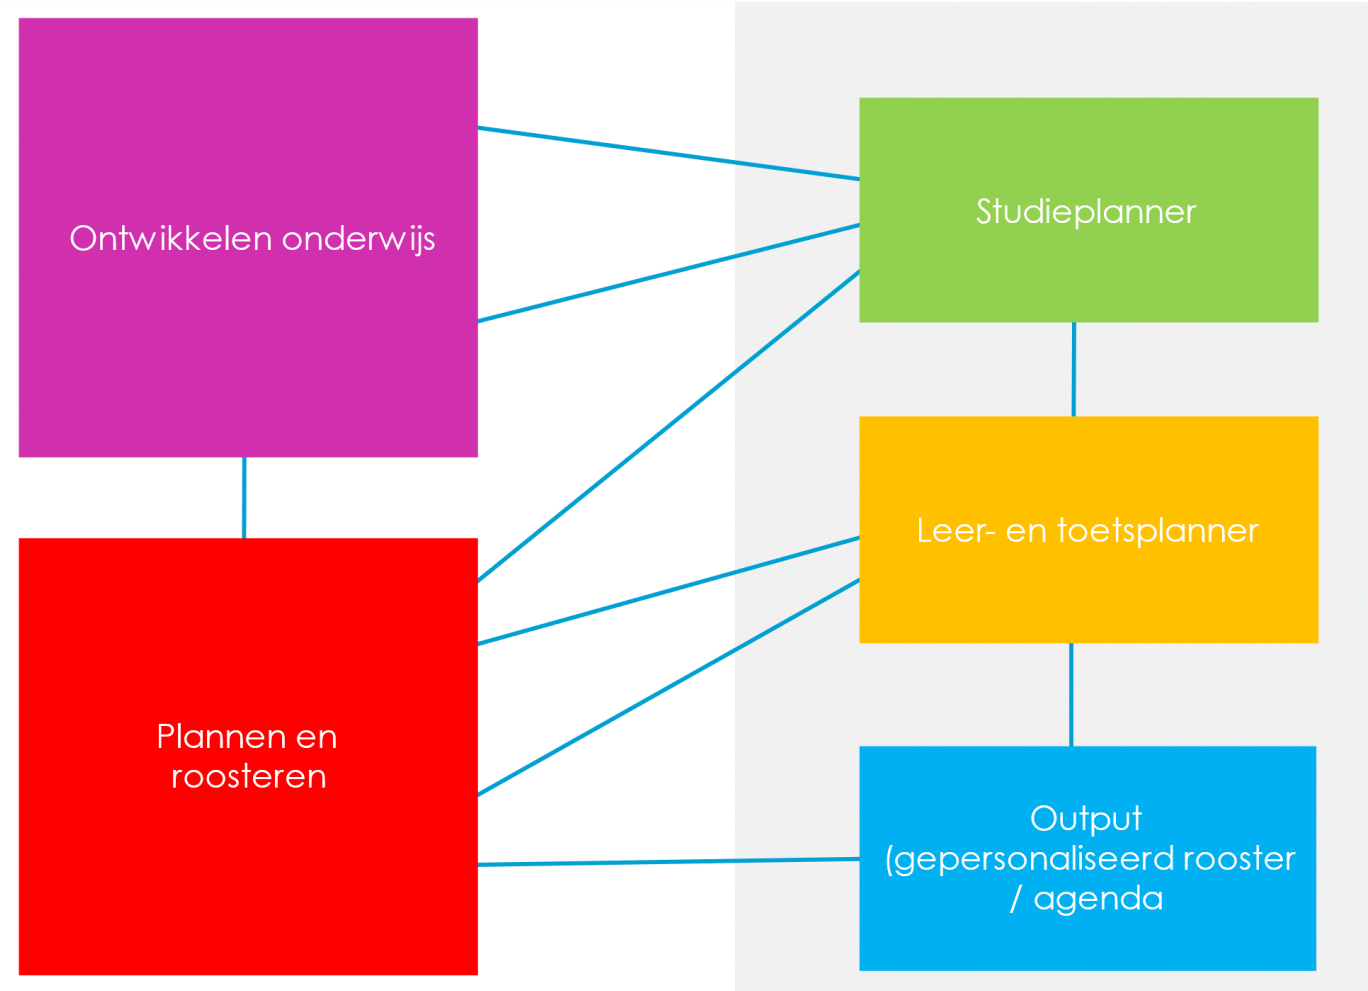 Ontwikkelen onderwijs
Studieplanner
Leer- en toetsplanner
Plannen en
roosteren
Output
(gepersonaliseerd rooster
/ agenda